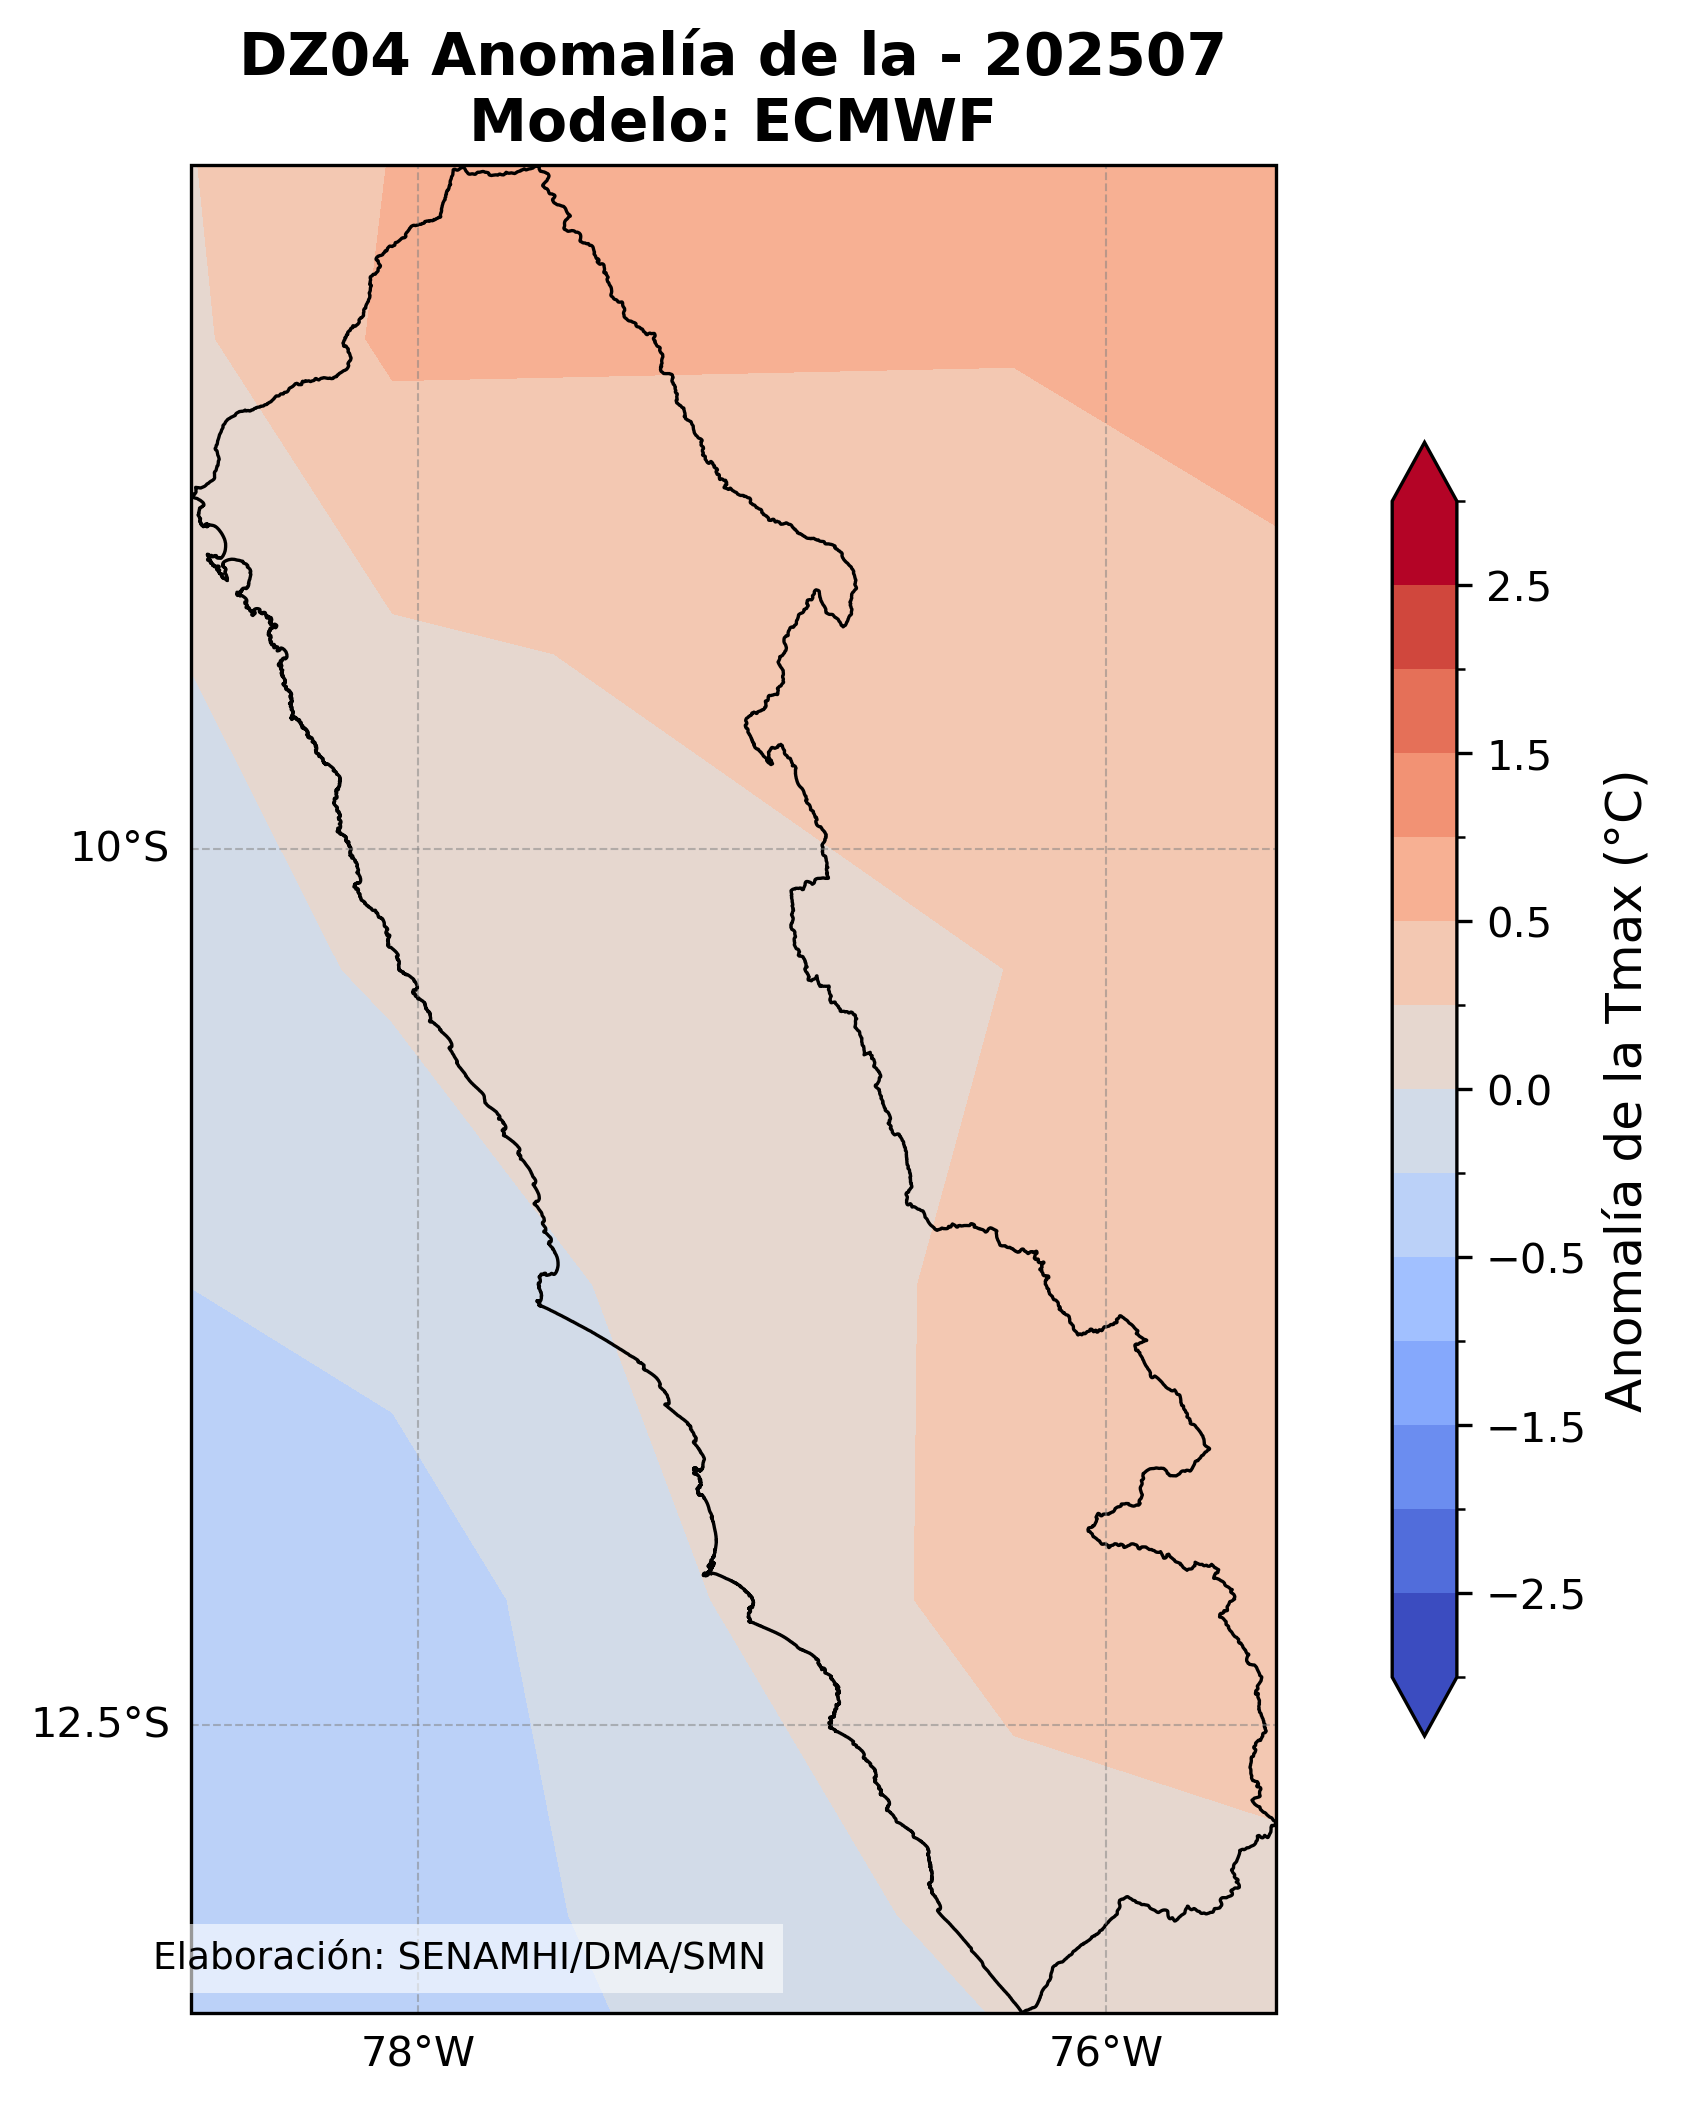 DZ04 Anomalía de la - 202507
Modelo: ECMWF
10°S
12.5°S
78°W
76°W
Elaboración: SENAMHI/DMA/SMN
2.5
1.5
0.5
0.0
−0.5
−1.5
−2.5
Anomalía de la Tmax (°C)